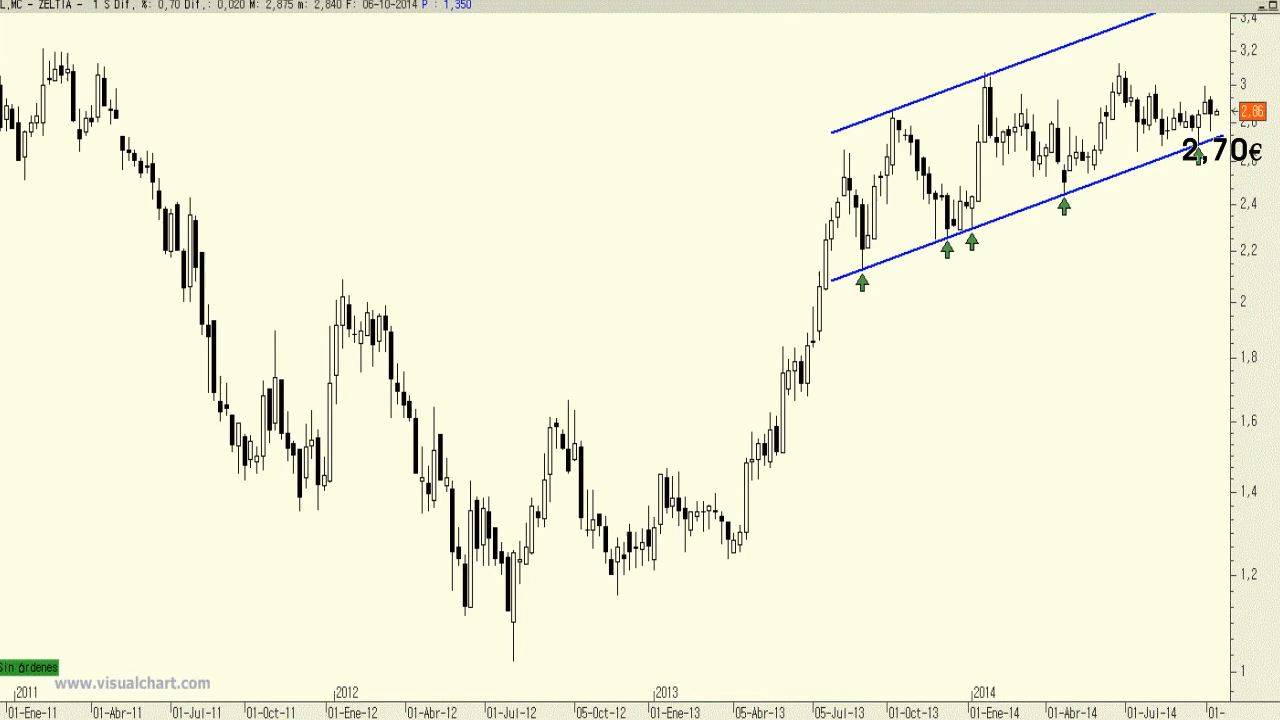 L,MC - ZELTIA - 1 S Dif, %: 0,70 Dif,: 0,020 M: 2,875 m: 2,840 F: 06-10-2014 P : 1,350
3,4
3,2
3
2,86
2,70€
2,4
2,2
2
1,8
1,6
1,4
1,2
1
Sin órdenes
www.visualchart.com
2011 2012 2013 2014
01-Ene-11 01-Abr-11 01-Jul-11 01-Oct-11 01-Ene-12 01-Abr-12 01-Jul-12 05-Oct-12 01-Ene-13 05-Abr-13 05-Jul-13 01-Oct-13 01-Ene-14 01-Abr-14 01-Jul-14 01-